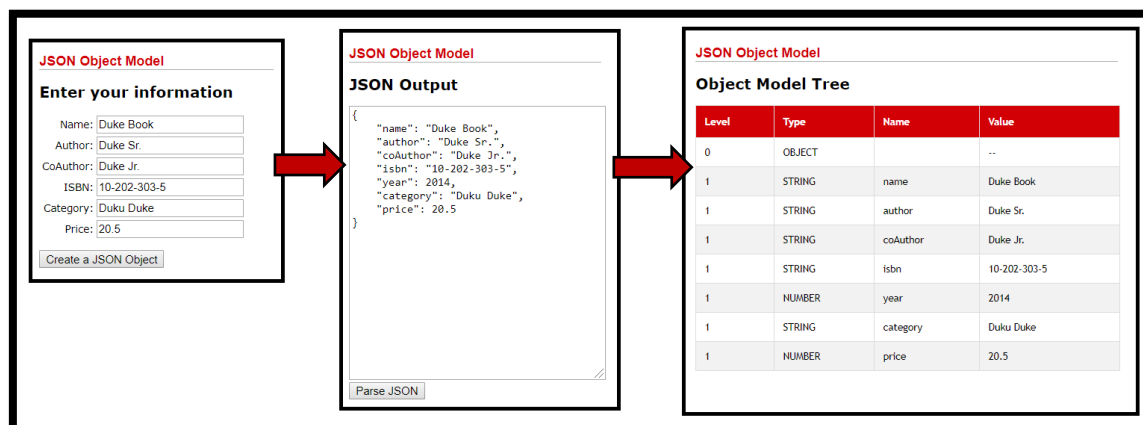 JSON Object Model
Enter your information
Name: Duke Book
Author: Duke Sr.
CoAuthor: Duke Jr.
ISBN: 10-202-303-5
Category: Duku Duke
Price: 20.5
Create a JSON Object
JSON Object Model
JSON Output
{
"name": "Duke Book",
"author": "Duke Sr.",
"coAuthor": "Duke Jr.",
"isbn": "10-202-303-5",
"year": 2014,
"category": "Duku Duke",
"price": 20.5
}
Parse JSON
JSON Object Model
Object Model Tree
Level Type Name Value
0 OBJECT --
1 STRING name Duke Book
1 STRING author Duke Sr.
1 STRING coAuthor Duke Jr.
1 STRING isbn 10-202-303-5
1 NUMBER year 2014
1 STRING category Duku Duke
1 NUMBER price 20.5